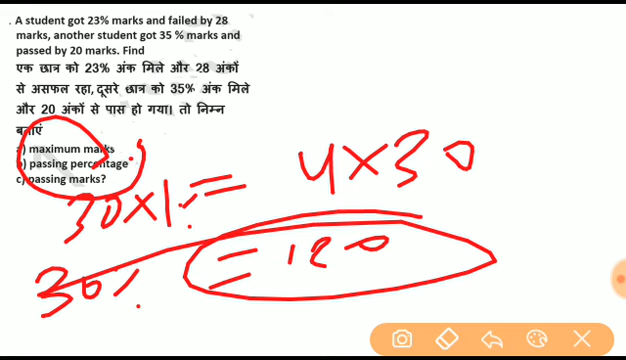 . A student got 23% marks and failed by 28
marks, another student got 35 % marks and
passed by 20 marks. Find
एक छात्र को 23% अंक मिले और 28 अंकों
से असफल रहा, दूसरे छात्र को 35% अंक मिले
और 20 अंकों से पास हो गया। तो निम्न
बताएं
a) maximum marks
b) passing percentage
c) passing marks?
30×1% = 4×30
30% = 120